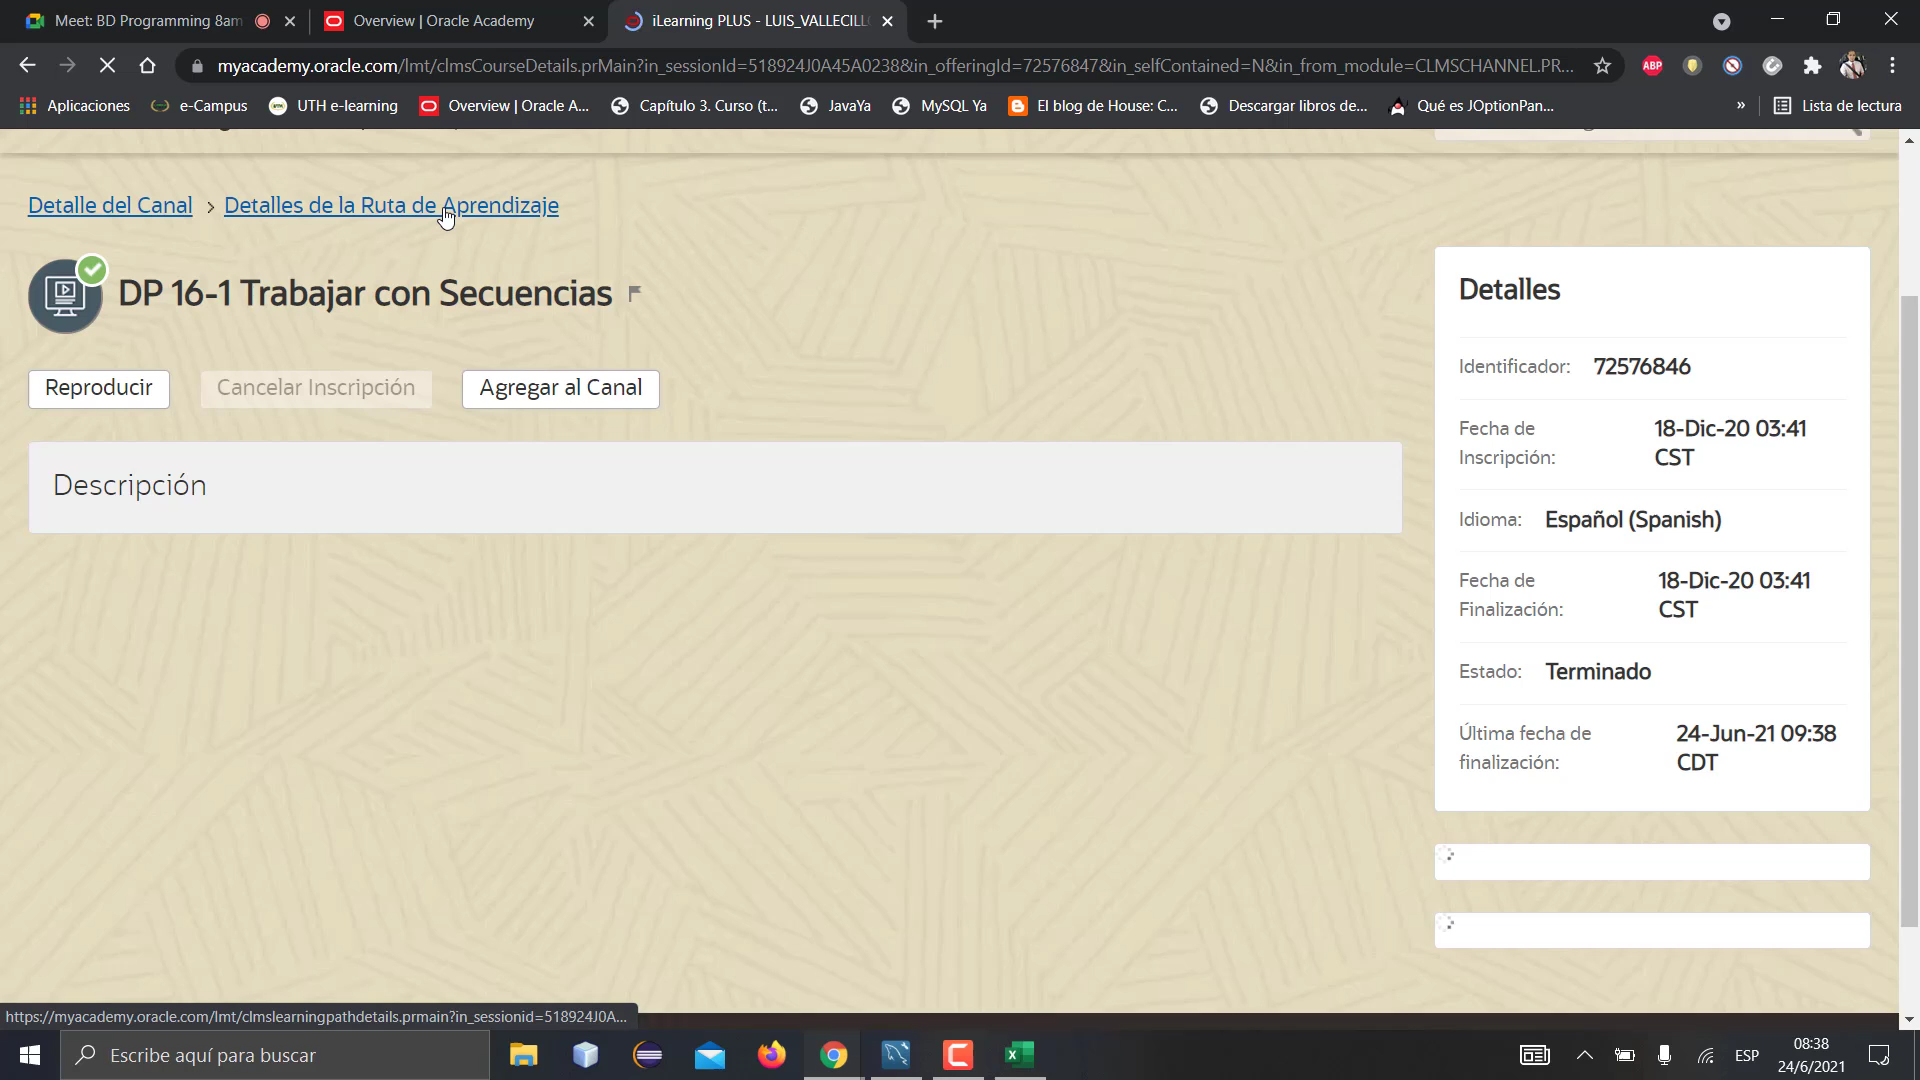 Meet: BD Programming 8am
Overview | Oracle Academy
iLearning PLUS - LUIS_VALLECILL
myacademy.oracle.com/lmt/clmsCourseDetails.prMain?in_sessionId=518924J0A45A0238&in_offeringId=72576847&in_selfContained=N&in_from_module=CLMSCHANNEL.PR...
ABP
Aplicaciones
e-Campus
UTH e-learning
Overview | Oracle A...
Capítulo 3. Curso (t...
JavaYa
MySQL Ya
El blog de House: C...
Descargar libros de...
Qué es JOptionPan...
»
Lista de lectura
Detalle del Canal > Detalles de la Ruta de Aprendizaje
DP 16-1 Trabajar con Secuencias
Reproducir
Cancelar Inscripción
Agregar al Canal
Descripción
Detalles
Identificador: 72576846
Fecha de Inscripción: 18-Dic-20 03:41 CST
Idioma: Español (Spanish)
Fecha de Finalización: 18-Dic-20 03:41 CST
Estado: Terminado
Última fecha de finalización: 24-Jun-21 09:38 CDT
https://myacademy.oracle.com/lmt/clmslearningpathdetails.prmain?in_sessionid=518924J0A...
Escribe aquí para buscar
ESP
08:38
24/6/2021